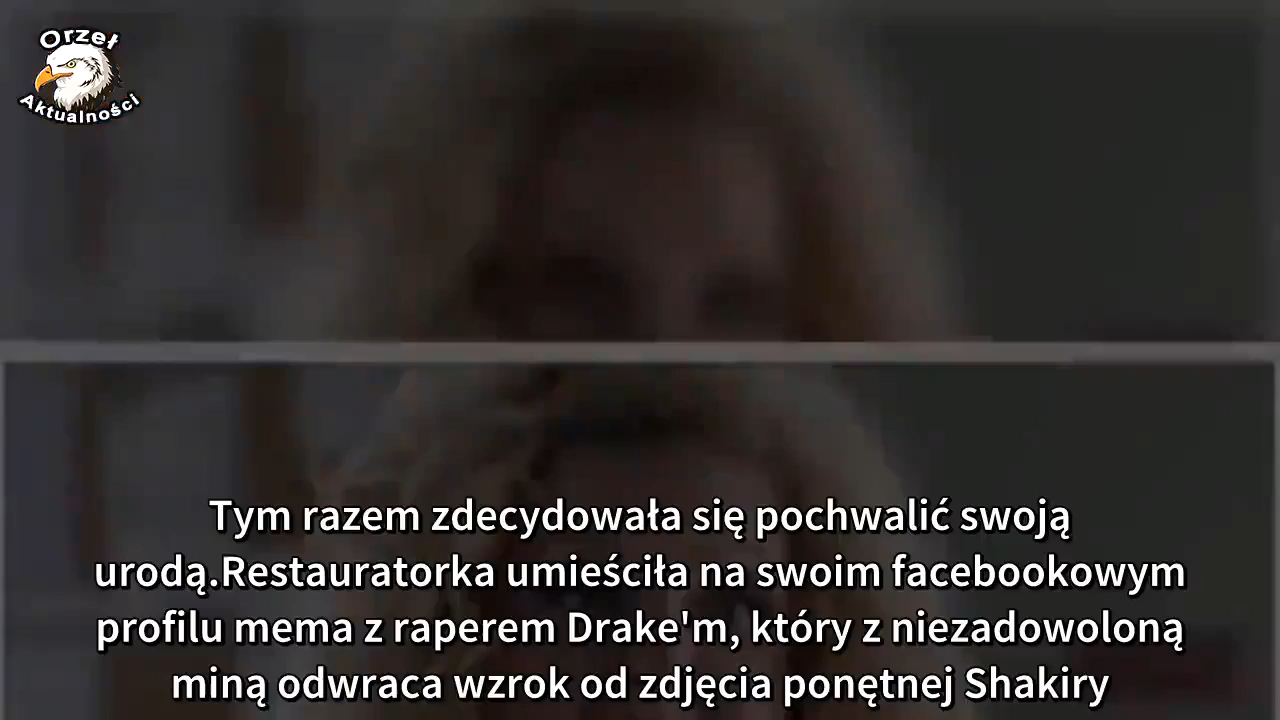 Orzeł
Aktualności
Tym razem zdecydowała się pochwalić swoją
urodą.Restauratorka umieściła na swoim facebookowym
profilu mema z raperem Drake'm, który z niezadowoloną
miną odwraca wzrok od zdjęcia ponętnej Shakiry